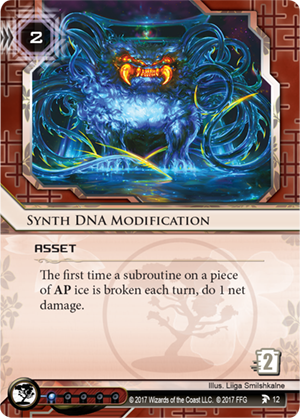 2
SYNTH DNA MODIFICATION
ASSET
The first time a subroutine on a piece
of AP ice is broken each turn, do 1 net
damage.
2
Illus. Liiga Smilshkalne
© 2017 Wizards of the Coast LLC. © 2017 FFG
12